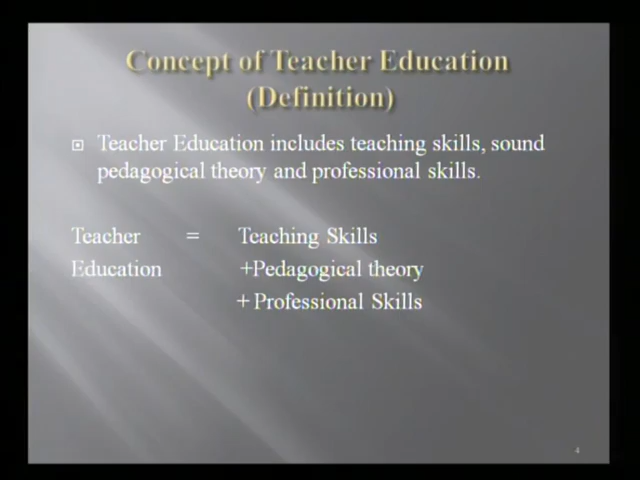 Concept of Teacher Education
(Definition)
Teacher Education includes teaching skills, sound
pedagogical theory and professional skills.
Teacher = Teaching Skills
Education +Pedagogical theory
+ Professional Skills
4